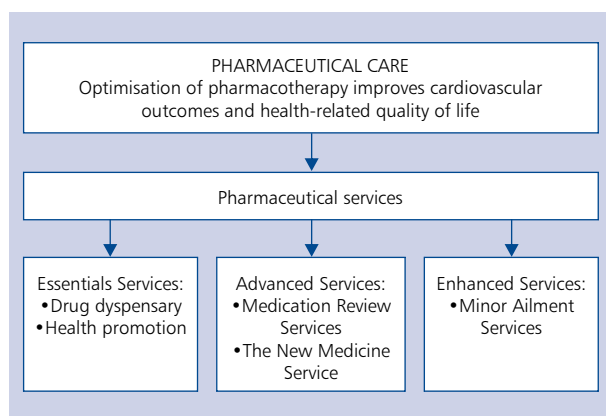 PHARMACEUTICAL CARE
Optimisation of pharmacotherapy improves cardiovascular
outcomes and health-related quality of life
Pharmaceutical services
Essentials Services:
•Drug dyspensary
•Health promotion
Advanced Services:
•Medication Review
Services
•The New Medicine
Service
Enhanced Services:
•Minor Ailment
Services